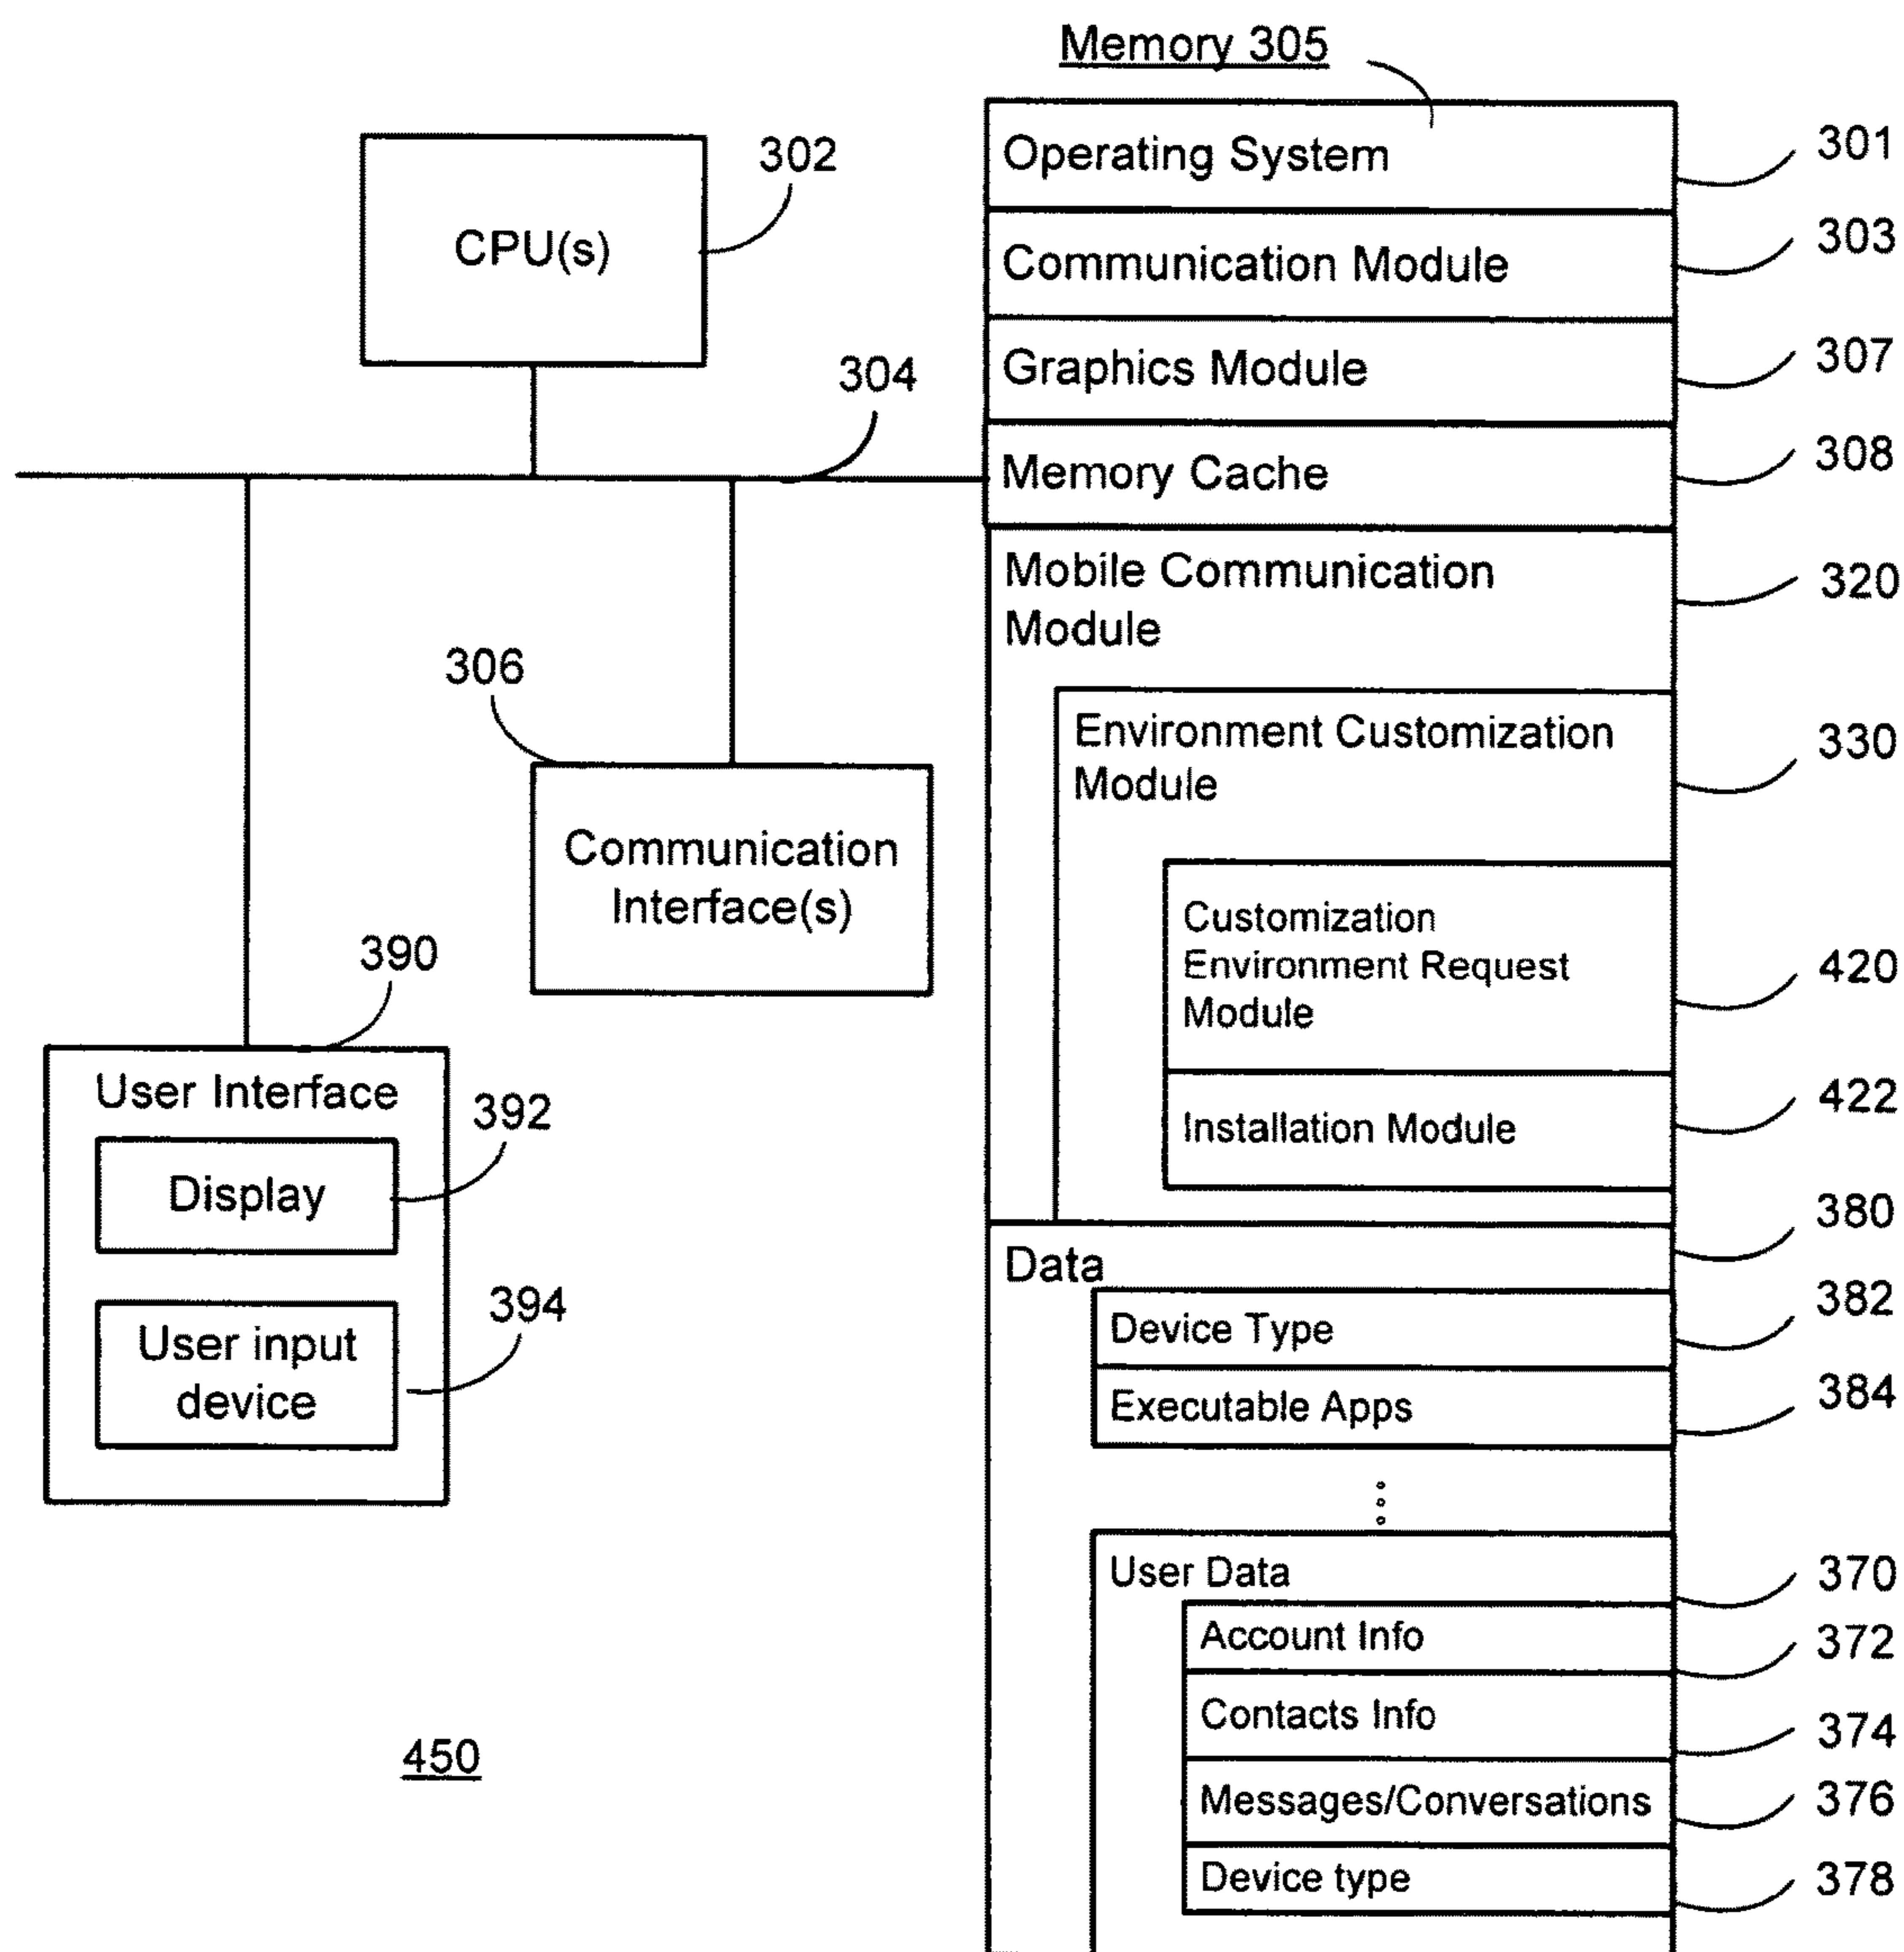 Memory 305
CPU(s)
302
304
306
Communication
Interface(s)
390
User Interface
392
Display
394
User input
device
450
Operating System
301
Communication Module
303
Graphics Module
307
Memory Cache
308
Mobile Communication
Module
320
Environment Customization
Module
330
Customization
Environment Request
Module
420
Installation Module
422
380
Data
382
Device Type
Executable Apps
384
User Data
370
Account Info
372
Contacts Info
374
Messages/Conversations
376
Device type
378